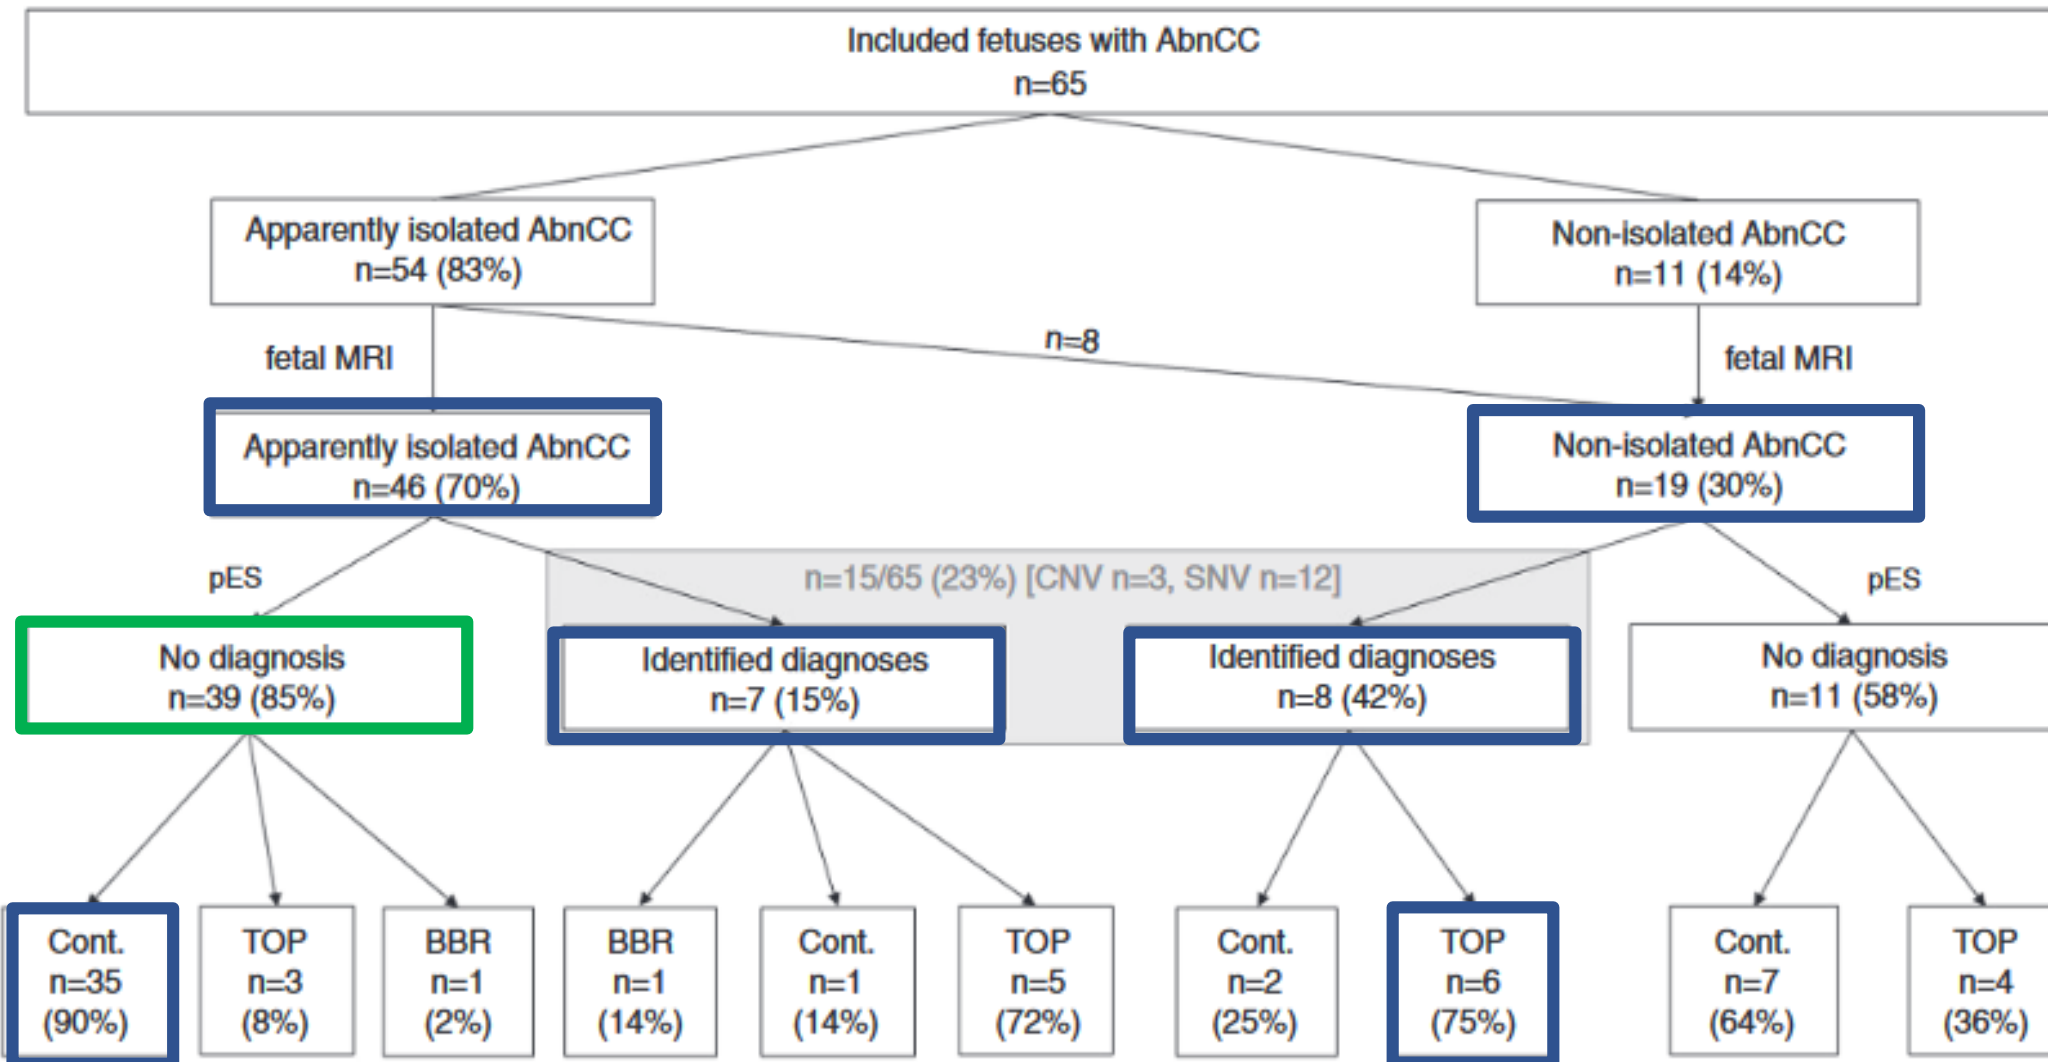 Included fetuses with AbnCC
n=65
Apparently isolated AbnCC
n=54 (83%)
Non-isolated AbnCC
n=11 (14%)
n=8
fetal MRI
fetal MRI
Apparently isolated AbnCC
n=46 (70%)
Non-isolated AbnCC
n=19 (30%)
pES
n=15/65 (23%) [CNV n=3, SNV n=12]
pES
No diagnosis
n=39 (85%)
Identified diagnoses
n=7 (15%)
Identified diagnoses
n=8 (42%)
No diagnosis
n=11 (58%)
Cont.
n=35
(90%)
TOP
n=3
(8%)
BBR
n=1
(2%)
BBR
n=1
(14%)
Cont.
n=1
(14%)
TOP
n=5
(72%)
Cont.
n=2
(25%)
TOP
n=6
(75%)
Cont.
n=7
(64%)
TOP
n=4
(36%)